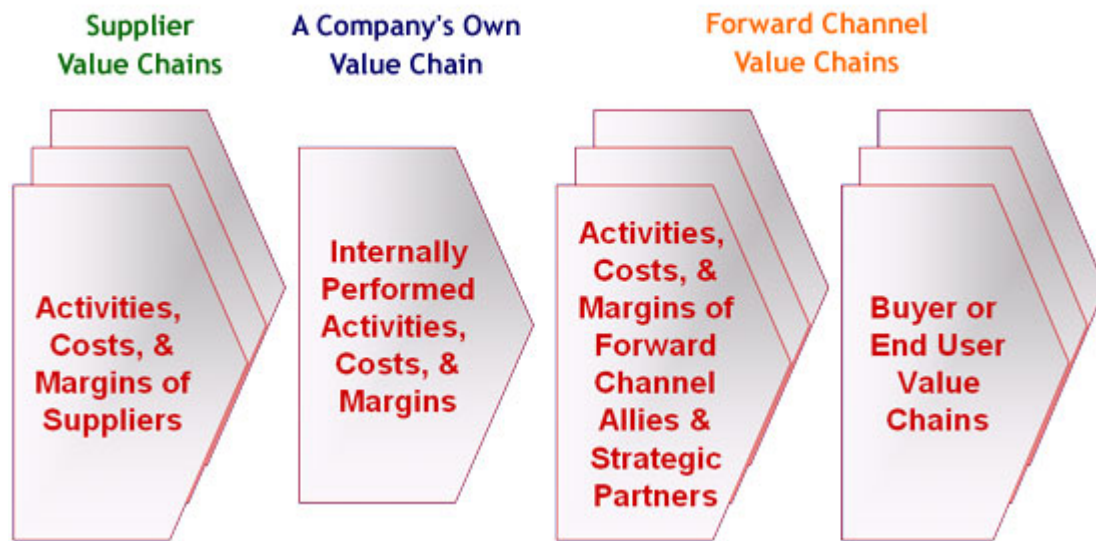 Supplier
Value Chains
A Company's Own
Value Chain
Forward Channel
Value Chains
Activities,
Costs, &
Margins of
Suppliers
Internally
Performed
Activities,
Costs, &
Margins
Activities,
Costs, &
Margins of
Forward
Channel
Allies &
Strategic
Partners
Buyer or
End User
Value
Chains